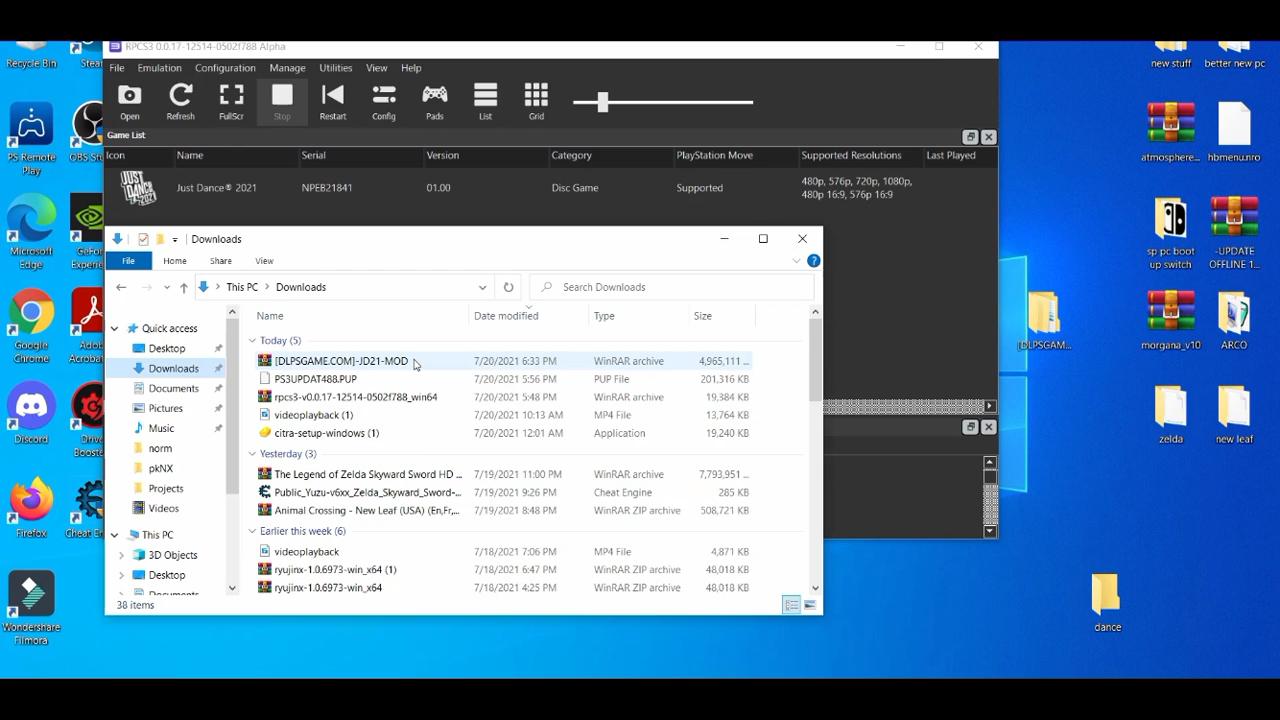 RPCS3 0.0.17-12514-0502f788 Alpha
File Emulation Configuration Manage Utilities View Help
Open Refresh FullScr Stop Restart Config Pads List Grid
Game List
Icon Name Serial Version Category PlayStation Move Supported Resolutions Last Played
JUST DANCE 2021
Just Dance® 2021 NPEB21841 01.00 Disc Game Supported 480p, 576p, 720p, 1080p,
480p 16:9, 576p 16:9
Downloads
File Home Share View
This PC > Downloads
Search Downloads
Name Date modified Type Size
Today (5)
[DLPSGAME.COM]-JD21-MOD 7/20/2021 6:33 PM WinRAR archive 4,965,111 ...
PS3UPDAT488.PUP 7/20/2021 5:56 PM PUP File 201,316 KB
rpcs3-v0.0.17-12514-0502f788_win64 7/20/2021 5:48 PM WinRAR archive 19,384 KB
videoplayback (1) 7/20/2021 10:13 AM MP4 File 13,764 KB
citra-setup-windows (1) 7/20/2021 12:01 AM Application 19,240 KB
Yesterday (3)
The Legend of Zelda Skyward Sword HD ... 7/19/2021 11:00 PM WinRAR archive 7,793,951 ...
Public_Yuzu-v6xx_Zelda_Skyward_Sword-... 7/19/2021 9:26 PM Cheat Engine 285 KB
Animal Crossing - New Leaf (USA) (En,Fr,... 7/19/2021 8:48 PM WinRAR ZIP archive 508,721 KB
Earlier this week (6)
videoplayback 7/18/2021 7:06 PM MP4 File 4,871 KB
ryujinx-1.0.6973-win_x64 (1) 7/18/2021 6:47 PM WinRAR ZIP archive 48,018 KB
ryujinx-1.0.6973-win_x64 7/18/2021 4:25 PM WinRAR ZIP archive 48,018 KB
38 items
Quick access
Desktop
Downloads
Documents
Pictures
Music
norm
pkNX
Projects
Videos
This PC
3D Objects
Desktop
Documents
Recycle Bin
Stea
PS Remote
Play
OBS St
Microsoft
Edge
GeFor
Experie
Google
Chrome
Adob
Acroba
Discord
Drive
Booste
Firefox
Cheat E
Wondershare
Filmora
new stuff
better new pc
atmosphere...
hbmenu.nro
sp pc boot
up switch
-UPDATE
OFFLINE 1...
[DLPSGAM...
morgana_v10
ARCO
zelda
new leaf
dance